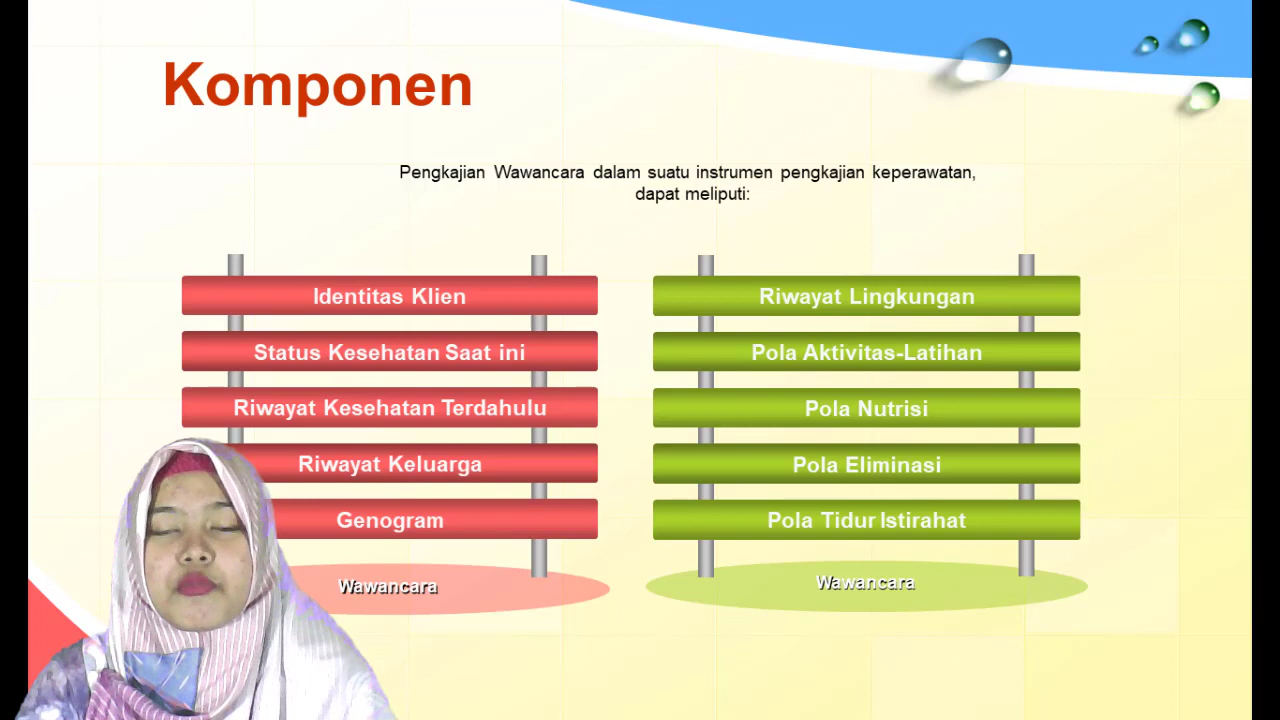 Komponen
Pengkajian Wawancara dalam suatu instrumen pengkajian keperawatan,
dapat meliputi:
Identitas Klien
Status Kesehatan Saat ini
Riwayat Kesehatan Terdahulu
Riwayat Keluarga
Genogram
Wawancara
Riwayat Lingkungan
Pola Aktivitas-Latihan
Pola Nutrisi
Pola Eliminasi
Pola Tidur Istirahat
Wawancara